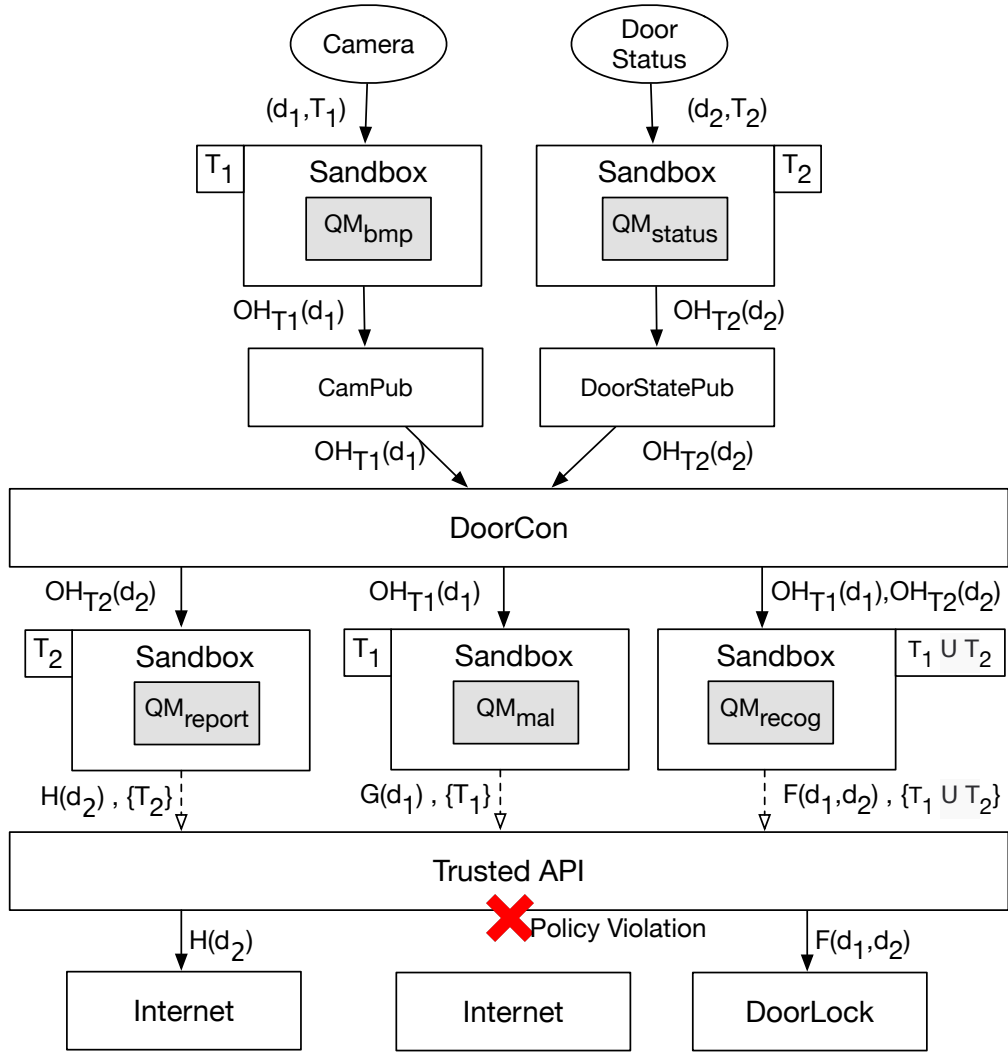 Camera
Door
Status
(d1,T1)
(d2,T2)
T1
Sandbox
QMbmp
Sandbox
QMstatus
T2
OHT1(d1)
OHT2(d2)
CamPub
DoorStatePub
OHT1(d1)
OHT2(d2)
DoorCon
OHT2(d2)
OHT1(d1)
OHT1(d1),OHT2(d2)
T2
Sandbox
QMreport
T1
Sandbox
QMmal
Sandbox
QMrecog
T1 U T2
H(d2) , {T2}
G(d1) , {T1}
F(d1,d2) , {T1 U T2}
Trusted API
Policy Violation
H(d2)
F(d1,d2)
Internet
Internet
DoorLock